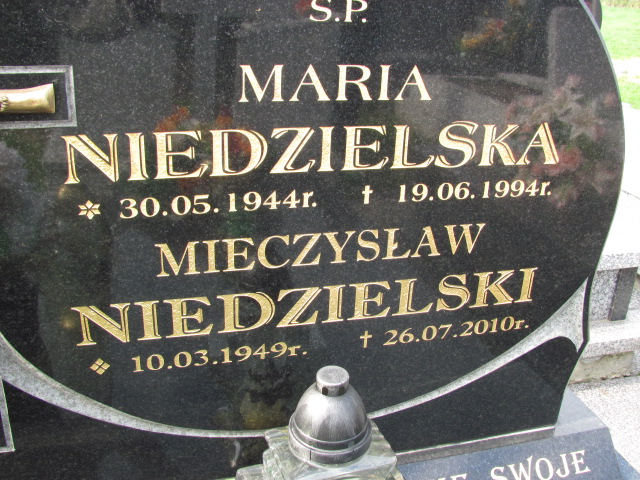 Ś.P.
MARIA
NIEDZIELSKA
* 30.05.1944r. † 19.06.1994r.
MIECZYSŁAW
NIEDZIELSKI
* 10.03.1949r. † 26.07.2010r.
SWOJE